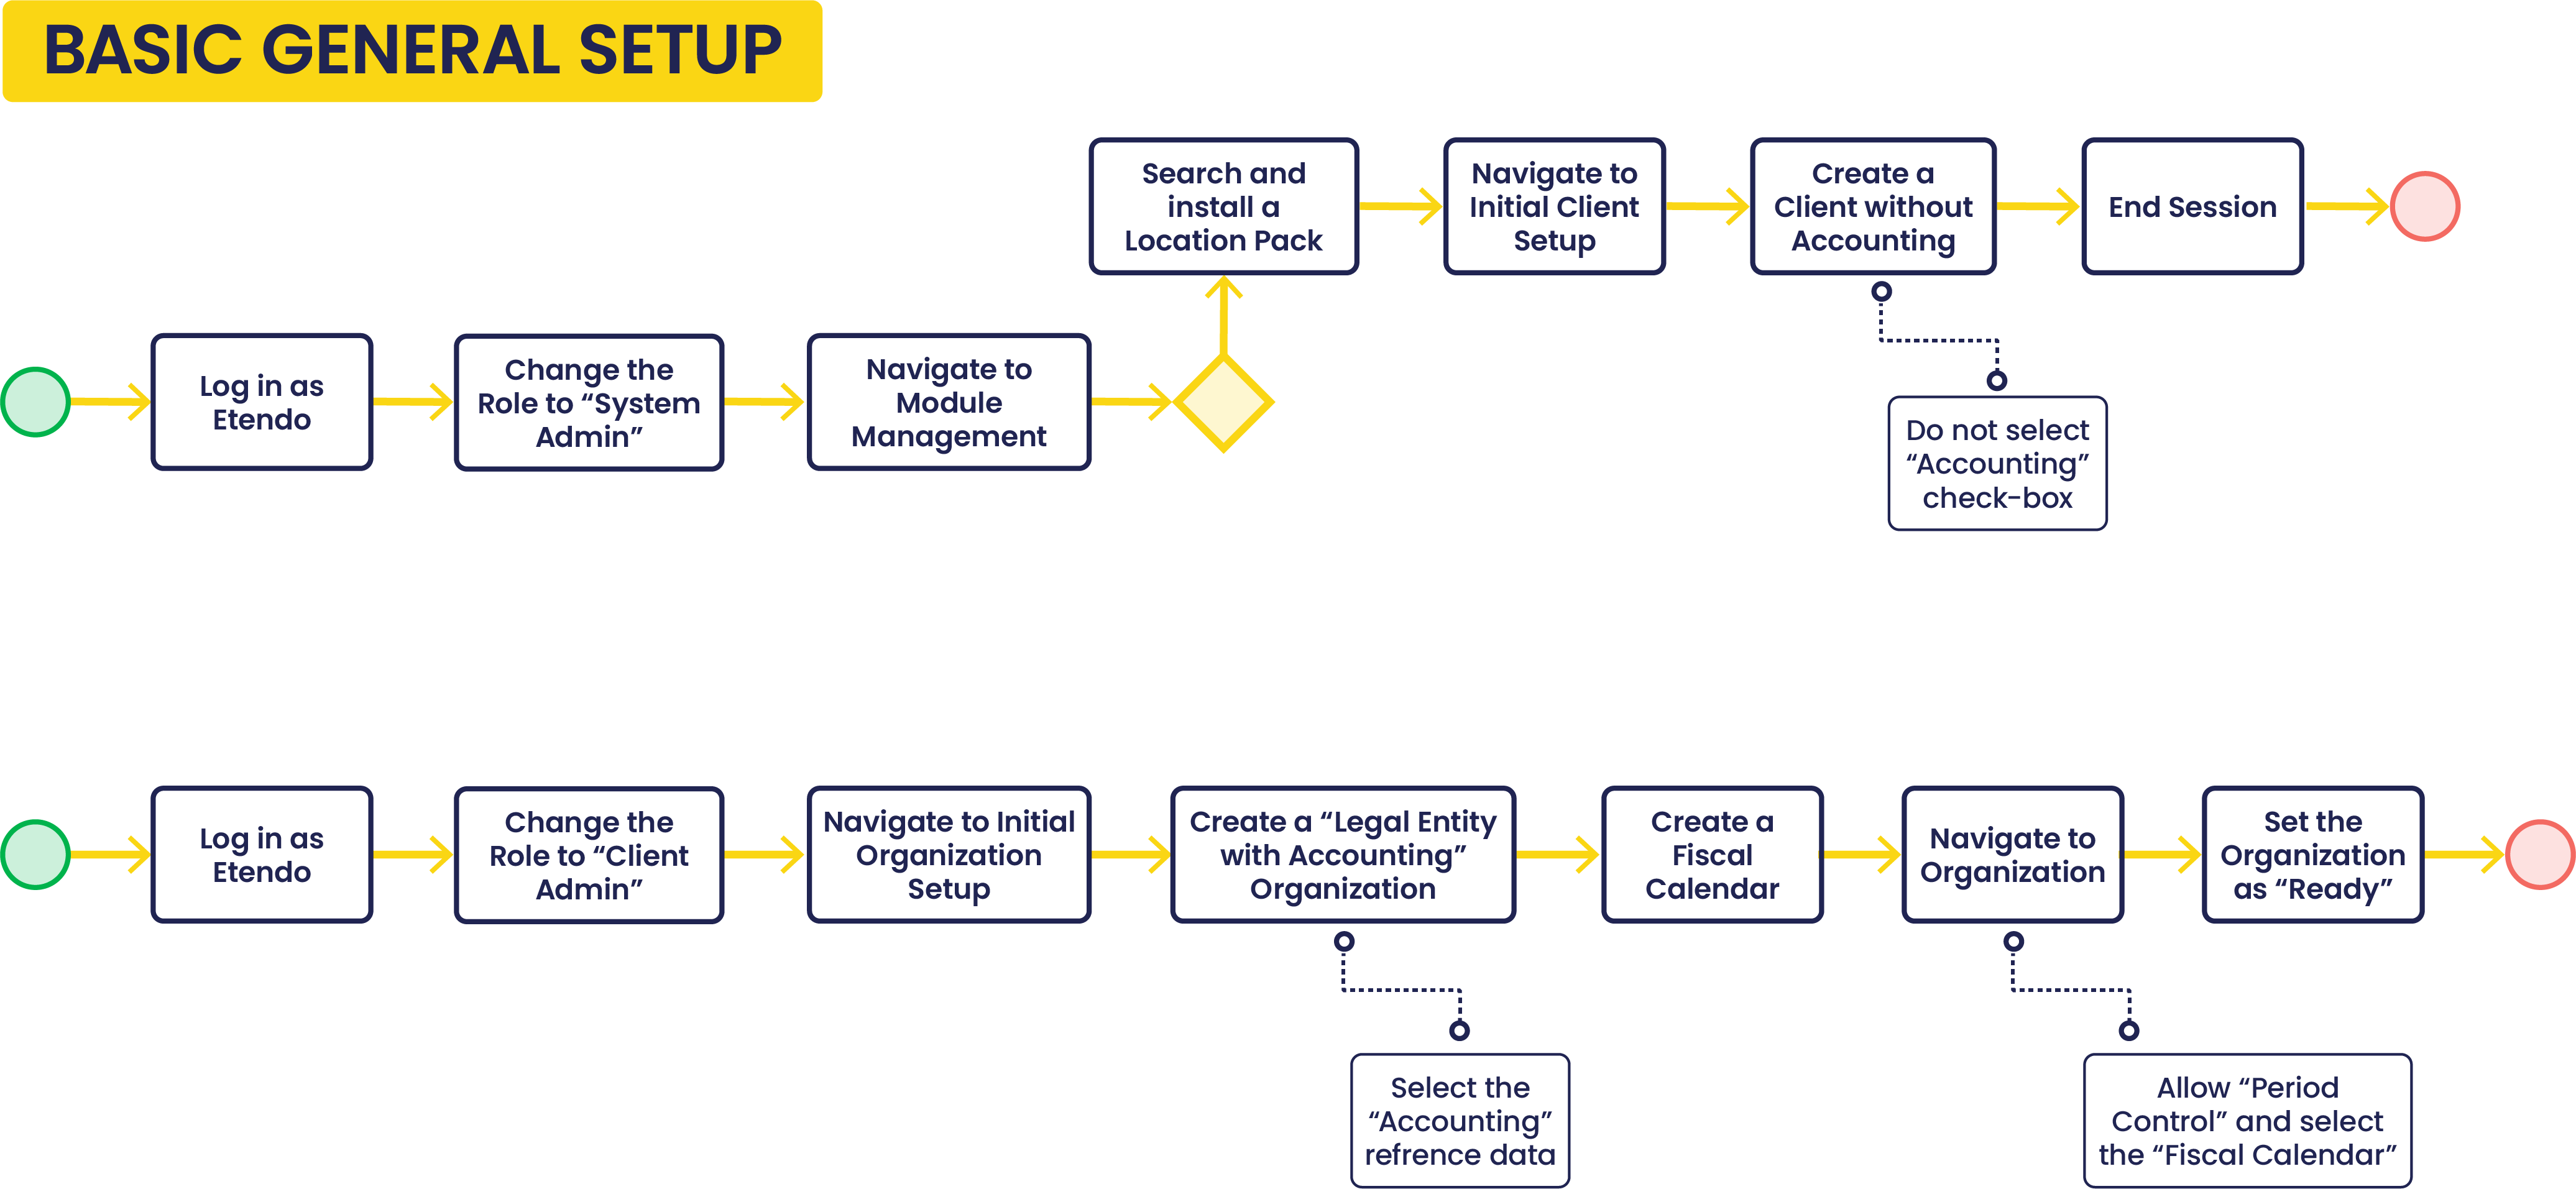 BASIC GENERAL SETUP
Search and
install a
Location Pack
Navigate to
Initial Client
Setup
Create a
Client without
Accounting
End Session
Log in as
Etendo
Change the
Role to “System
Admin”
Navigate to
Module
Management
Do not select
“Accounting”
check-box
Log in as
Etendo
Change the
Role to “Client
Admin”
Navigate to Initial
Organization
Setup
Create a “Legal Entity
with Accounting”
Organization
Create a
Fiscal
Calendar
Navigate to
Organization
Set the
Organization
as “Ready”
Select the
“Accounting”
refrence data
Allow “Period
Control” and select
the “Fiscal Calendar”